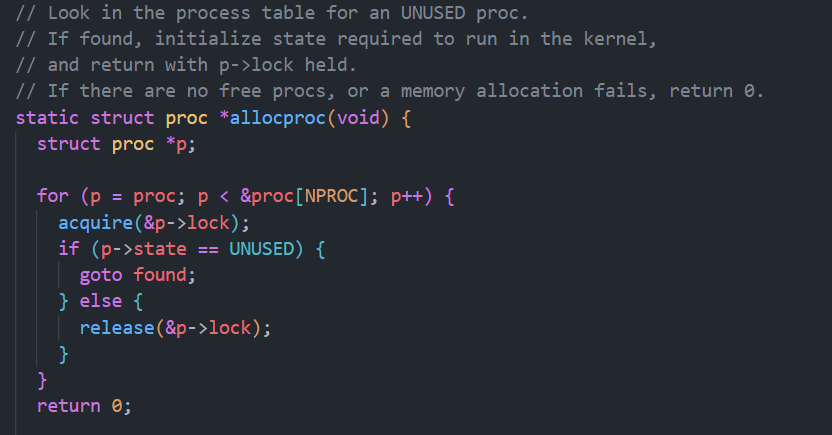 // Look in the process table for an UNUSED proc.
// If found, initialize state required to run in the kernel,
// and return with p->lock held.
// If there are no free procs, or a memory allocation fails, return 0.
static struct proc *allocproc(void) {
  struct proc *p;

  for (p = proc; p < &proc[NPROC]; p++) {
    acquire(&p->lock);
    if (p->state == UNUSED) {
      goto found;
    } else {
      release(&p->lock);
    }
  }
  return 0;